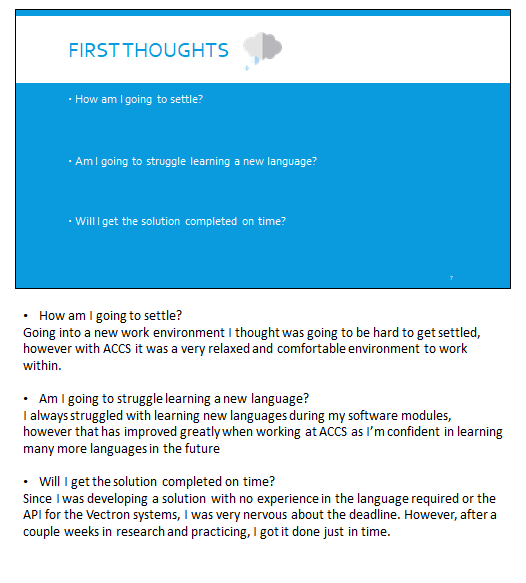 FIRST THOUGHTS
• How am I going to settle?
• Am I going to struggle learning a new language?
• Will I get the solution completed on time?
7
• How am I going to settle?
Going into a new work environment I thought was going to be hard to get settled,
however with ACCS it was a very relaxed and comfortable environment to work
within.
• Am I going to struggle learning a new language?
I always struggled with learning new languages during my software modules,
however that has improved greatly when working at ACCS as I'm confident in learning
many more languages in the future
• Will I get the solution completed on time?
Since I was developing a solution with no experience in the language required or the
API for the Vectron systems, I was very nervous about the deadline. However, after a
couple weeks in research and practicing, I got it done just in time.